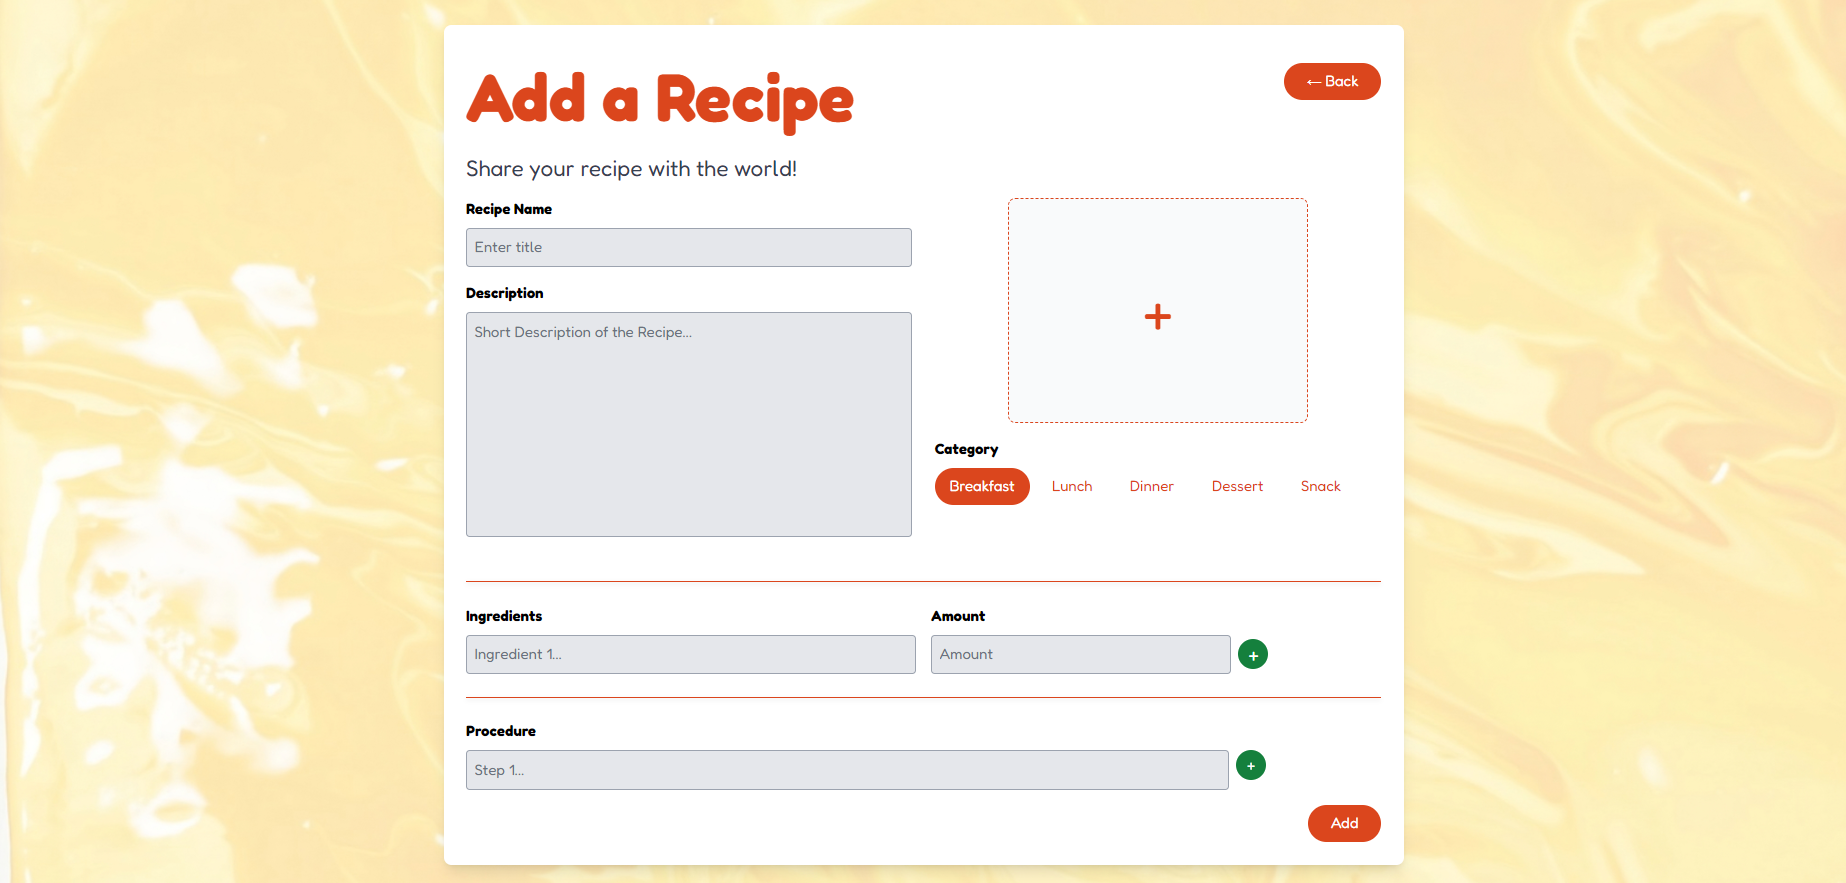 Add a Recipe
← Back
Share your recipe with the world!
Recipe Name
Enter title
Description
Short Description of the Recipe...
+
Category
Breakfast Lunch Dinner Dessert Snack
Ingredients Amount
Ingredient 1... Amount +
Procedure
Step 1... +
Add